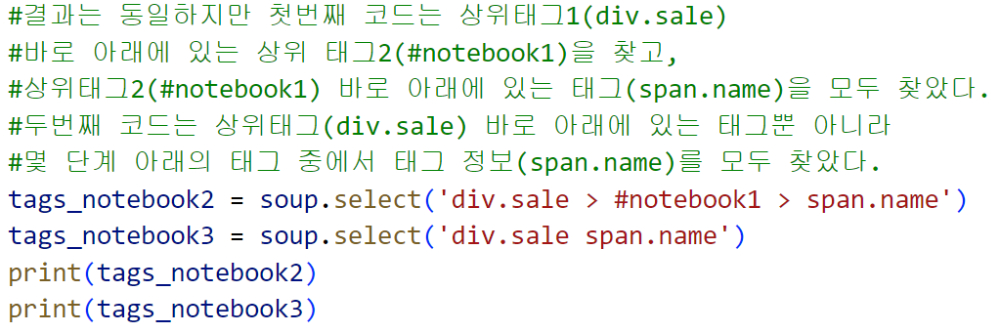 #결과는 동일하지만 첫번째 코드는 상위태그1(div.sale)
#바로 아래에 있는 상위 태그2(#notebook1)을 찾고,
#상위태그2(#notebook1) 바로 아래에 있는 태그(span.name)을 모두 찾았다.
#두번째 코드는 상위태그(div.sale) 바로 아래에 있는 태그뿐 아니라
#몇 단계 아래의 태그 중에서 태그 정보(span.name)를 모두 찾았다.
tags_notebook2 = soup.select('div.sale > #notebook1 > span.name')
tags_notebook3 = soup.select('div.sale span.name')
print(tags_notebook2)
print(tags_notebook3)